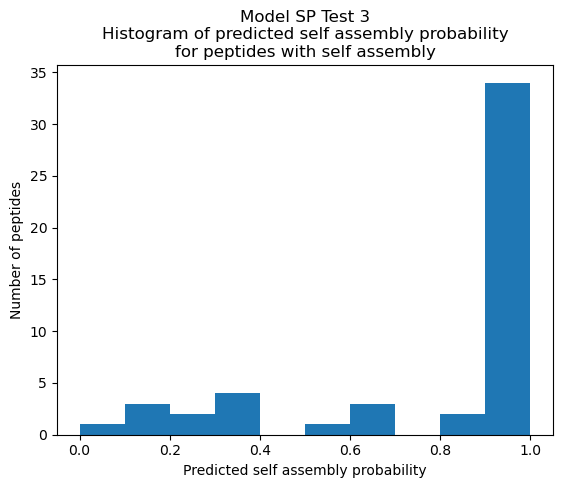 Model SP Test 3
Histogram of predicted self assembly probability
for peptides with self assembly
35
30
25
20
15
10
5
0
Number of peptides
0.0 0.2 0.4 0.6 0.8 1.0
Predicted self assembly probability